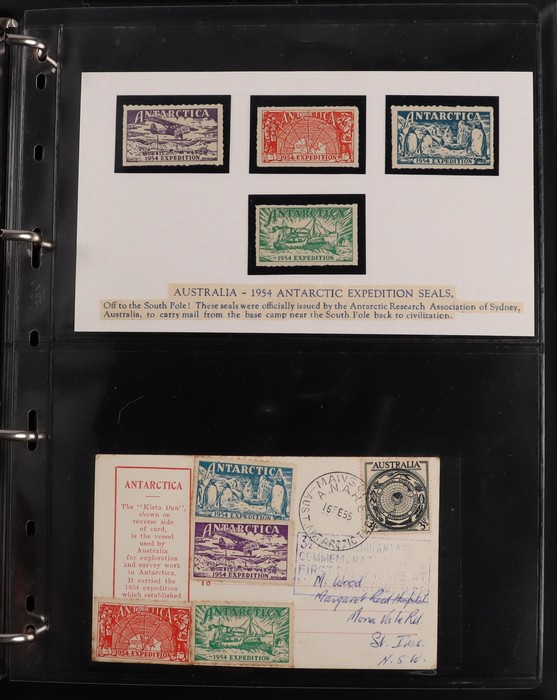 ANTARCTICA
1954 EXPEDITION
ANTARCTICA
1954 EXPEDITION
ANTARCTICA
1954 EXPEDITION
ANTARCTICA
1954 EXPEDITION
AUSTRALIA - 1954 ANTARCTIC EXPEDITION SEALS,
Off to the South Pole! These seals were officially issued by the Antarctic Research Association of Sydney,
Australia, to carry mail from the base camp near the South Pole back to civilization.
ANTARCTICA
The "Kista Dan",
shown on
reverse side
of card,
is the vessel
used by
Australia
for exploration
and survey work
in Antarctica.
It carried the
1954 expedition
which established
ANTARCTICA
1954 EXPEDITION
ANTARCTICA
1954 EXPEDITION
ANTARCTICA
1954 EXPEDITION
ANTARCTICA
1954 EXPEDITION
MAWS
A.N.A.R.E
16 FE 55
AUST ANTARCTIC
AUSTRALIA
FIRST
M. Wood
Margaret Reid Hospital
Mona Vale Rd.
St. Ives.
N.S.W.